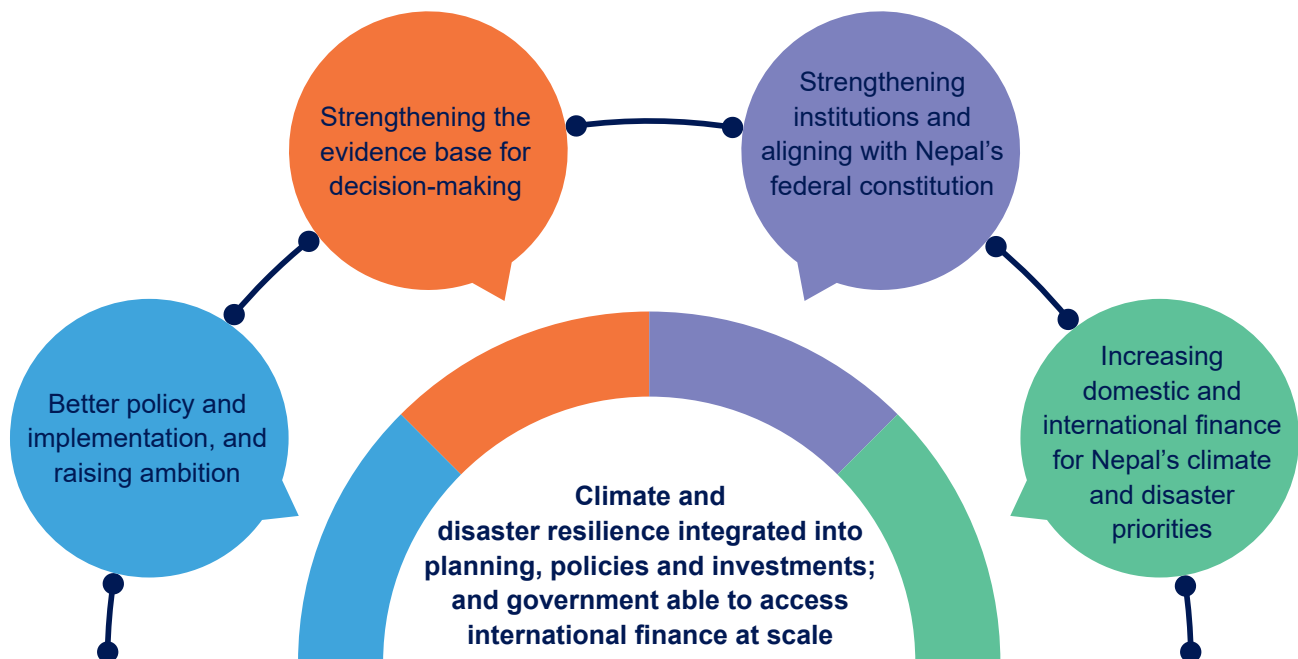 Strengthening the
evidence base for
decision-making
Strengthening
institutions and
aligning with Nepal’s
federal constitution
Better policy and
implementation, and
raising ambition
Increasing
domestic and
international finance
for Nepal’s climate
and disaster
priorities
Climate and
disaster resilience integrated into
planning, policies and investments;
and government able to access
international finance at scale